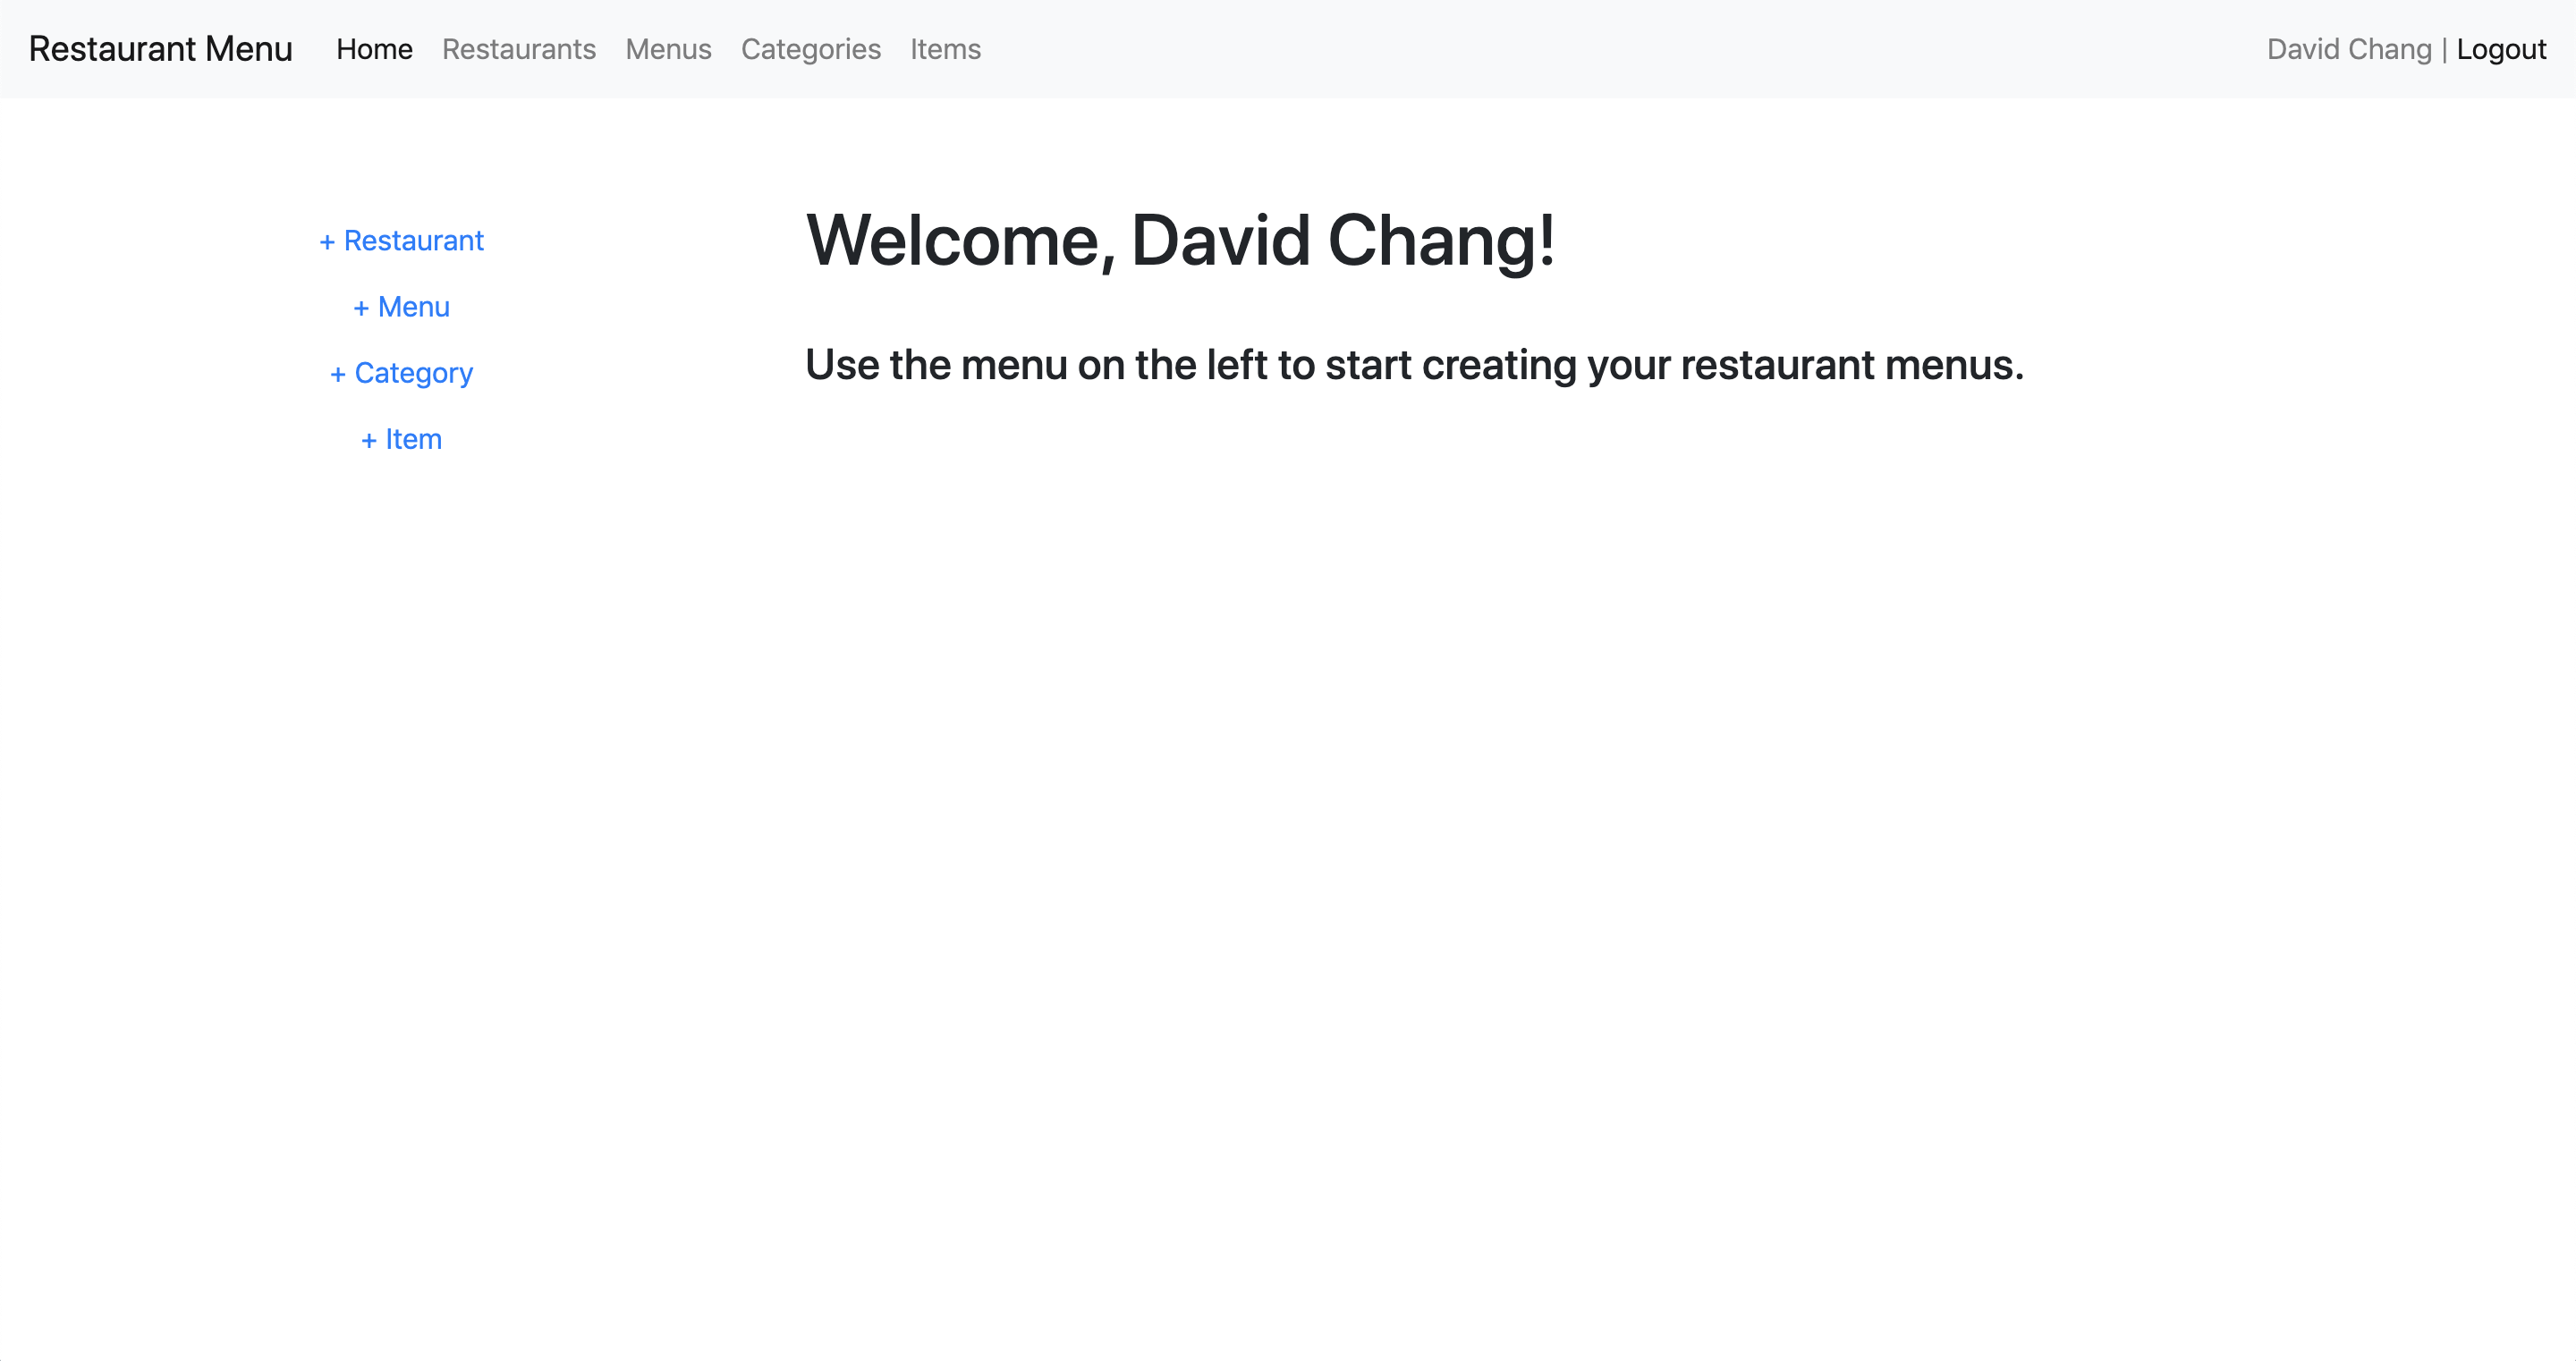 Restaurant Menu Home Restaurants Menus Categories Items David Chang | Logout
+ Restaurant
+ Menu
+ Category
+ Item
Welcome, David Chang!
Use the menu on the left to start creating your restaurant menus.